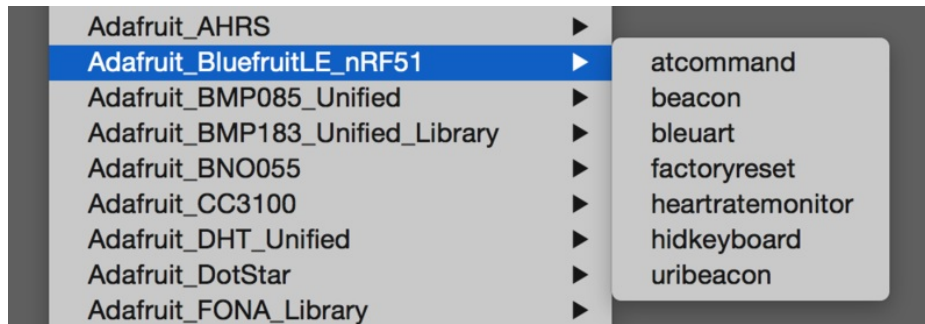 Adafruit_AHRS
Adafruit_BluefruitLE_nRF51
Adafruit_BMP085_Unified
Adafruit_BMP183_Unified_Library
Adafruit_BNO055
Adafruit_CC3100
Adafruit_DHT_Unified
Adafruit_DotStar
Adafruit_FONA_Library
atcommand
beacon
bleuart
factoryreset
heartratemonitor
hidkeyboard
uribeacon